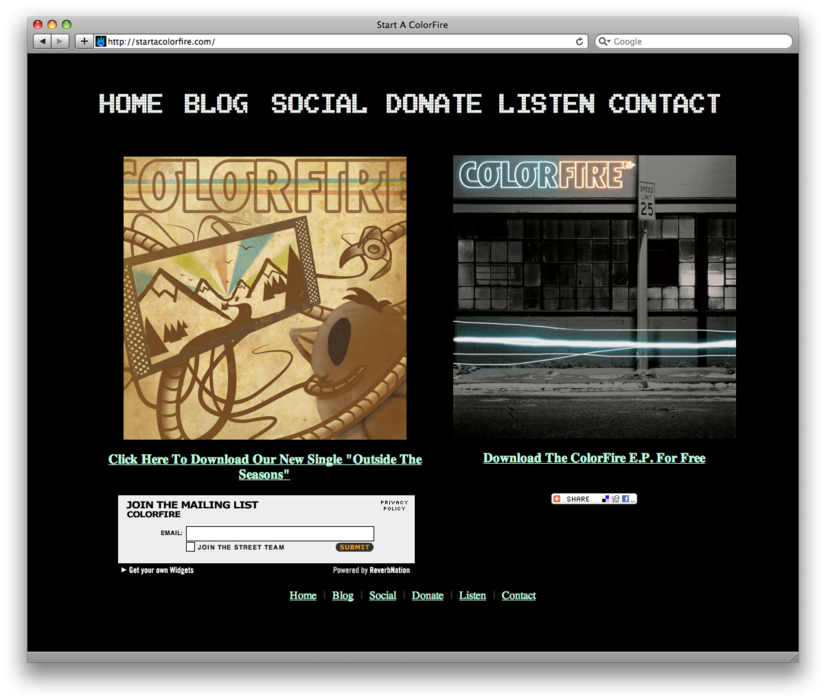 Start A ColorFire
http://startacolorfire.com/
Google
HOME BLOG SOCIAL DONATE LISTEN CONTACT
COLORFIRE
COLORFIRE
SPEED
LIMIT
25
Click Here To Download Our New Single "Outside The
Seasons"
Download The ColorFire E.P. For Free
JOIN THE MAILING LIST
COLORFIRE
PRIVACY
POLICY
EMAIL:
JOIN THE STREET TEAM
SUBMIT
Get your own Widgets
Powered by ReverbNation
SHARE
Home | Blog | Social | Donate | Listen | Contact